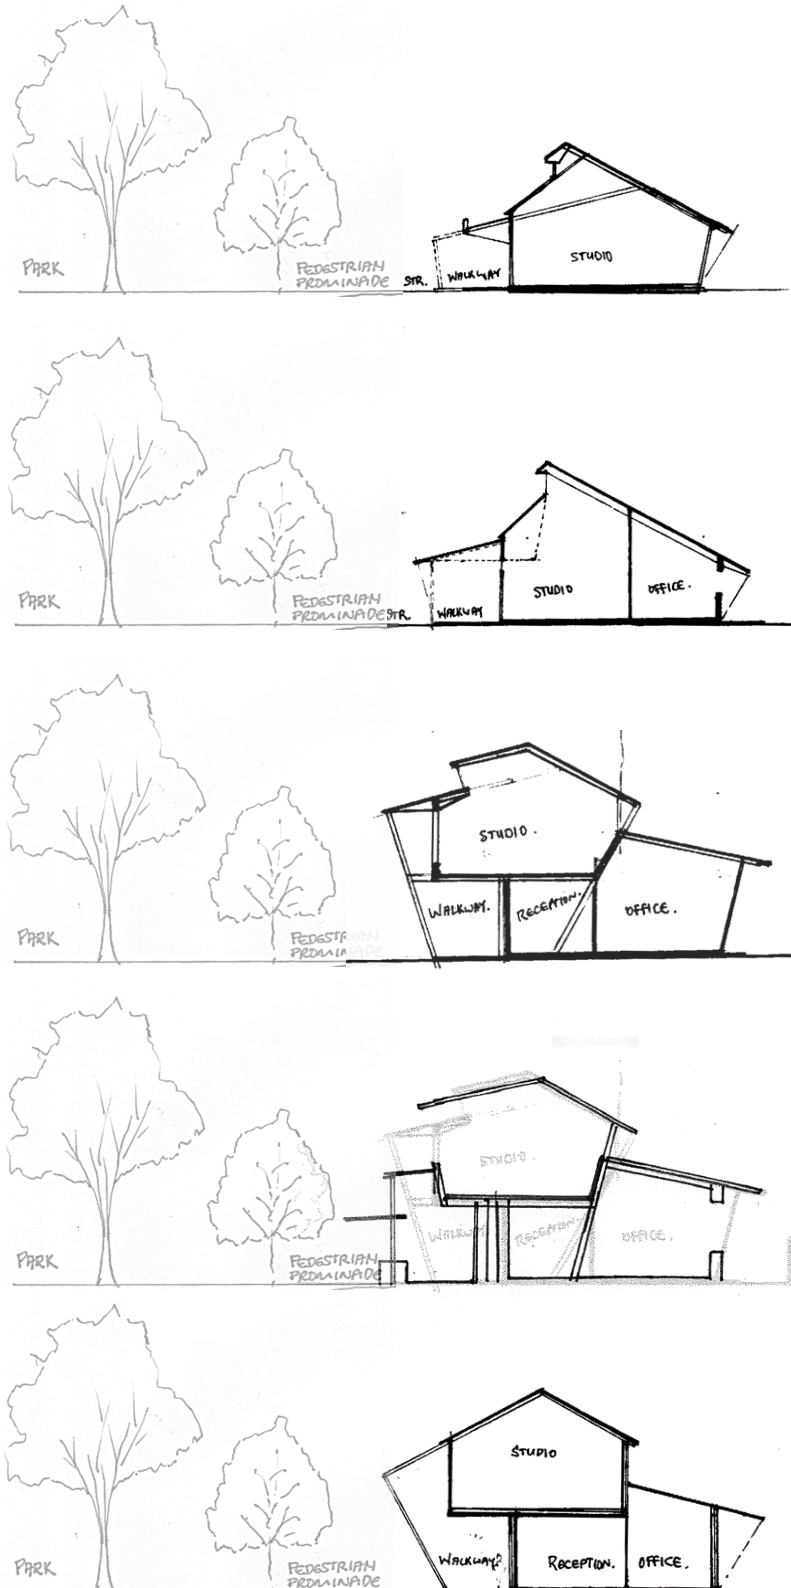 PARK
PEDESTRIAN
PROMINADE
STR.
WALKWAY
STUDIO
PARK
PEDESTRIAN
PROMINADE
STR.
WALKWAY
STUDIO
OFFICE.
STUDIO.
WALKWAY.
RECEPTION.
OFFICE.
PARK
PEDESTRIAN
PROMINADE
STUDIO.
WALKWAY
RECEPTION
OFFICE.
PARK
PEDESTRIAN
PROMINADE
STUDIO
WALKWAY?
RECEPTION.
OFFICE.
PARK
PEDESTRIAN
PROMINADE